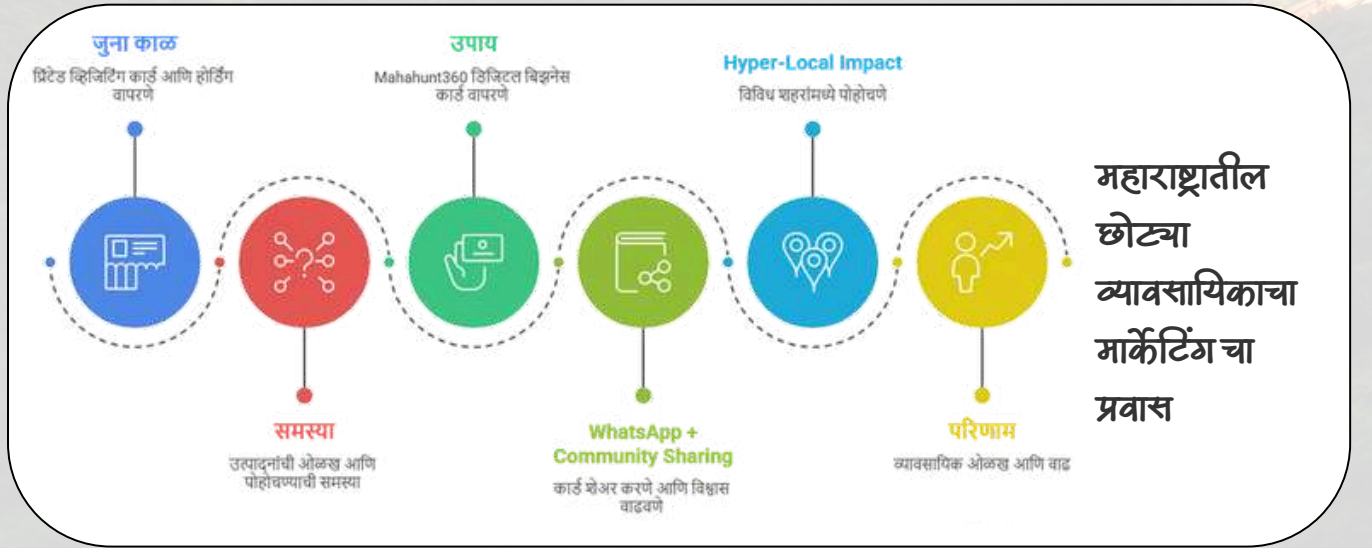 जुना काळ
प्रिंटेड व्हिजिटिंग कार्ड आणि होर्डिंग
वापरणे
समस्या
उत्पादनांची ओळख आणि
पोहोचण्याची समस्या
उपाय
Mahahunt360 डिजिटल बिझनेस
कार्ड वापरणे
WhatsApp +
Community Sharing
कार्ड शेअर करणे आणि विश्वास
वाढवणे
Hyper-Local Impact
विविध शहरांमध्ये पोहोचणे
परिणाम
व्यावसायिक ओळख आणि वाढ
महाराष्ट्रातील
छोट्या
व्यावसायिकाचा
मार्केटिंग चा
प्रवास